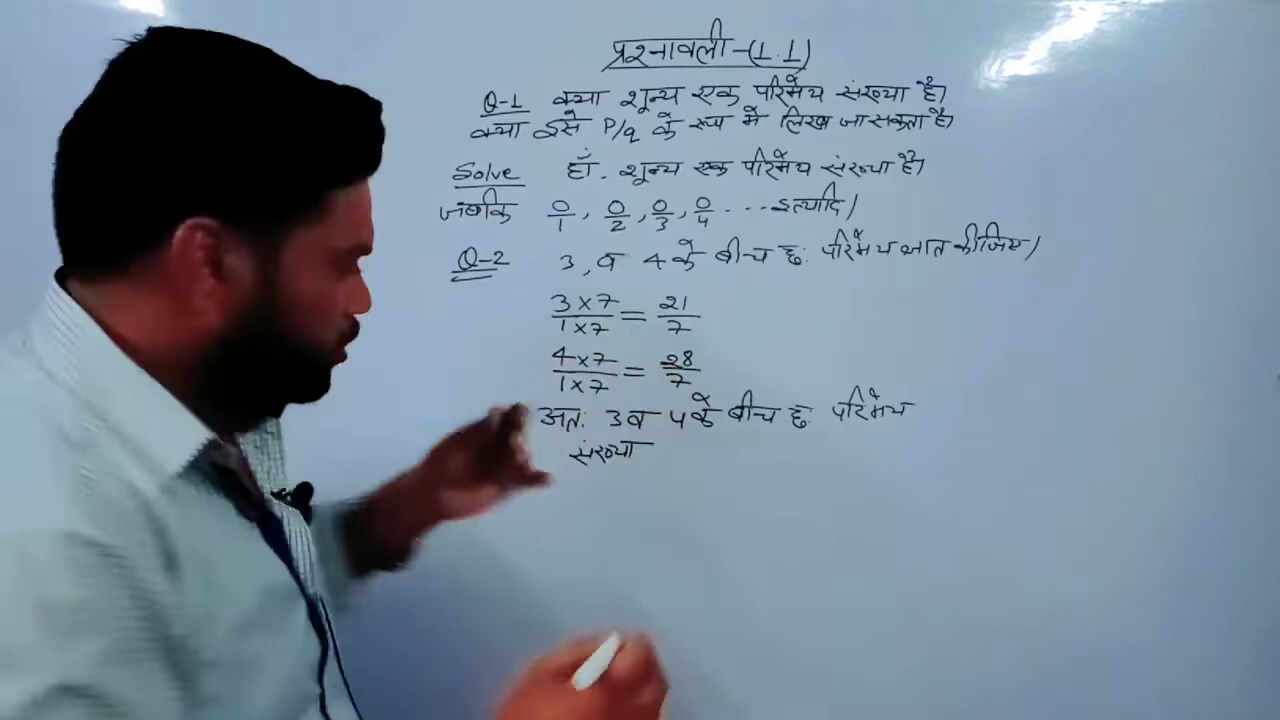 प्रश्नावली-(1.1)
Q-1 क्या शून्य एक परिमेय संख्या है।
क्या इसे P/q के रूप में लिखा जा सकता है।
Solve हाँ. शून्य एक परिमेय संख्या है।
जबकि 0/1, 0/2, 0/3, 0/4 ....इत्यादि।
Q-2 3, व 4 के बीच छः परिमेय ज्ञात कीजिए।
3×7/1×7 = 21/7
4×7/1×7 = 28/7
अतः 3 व 4 के बीच छः परिमेय
संख्या